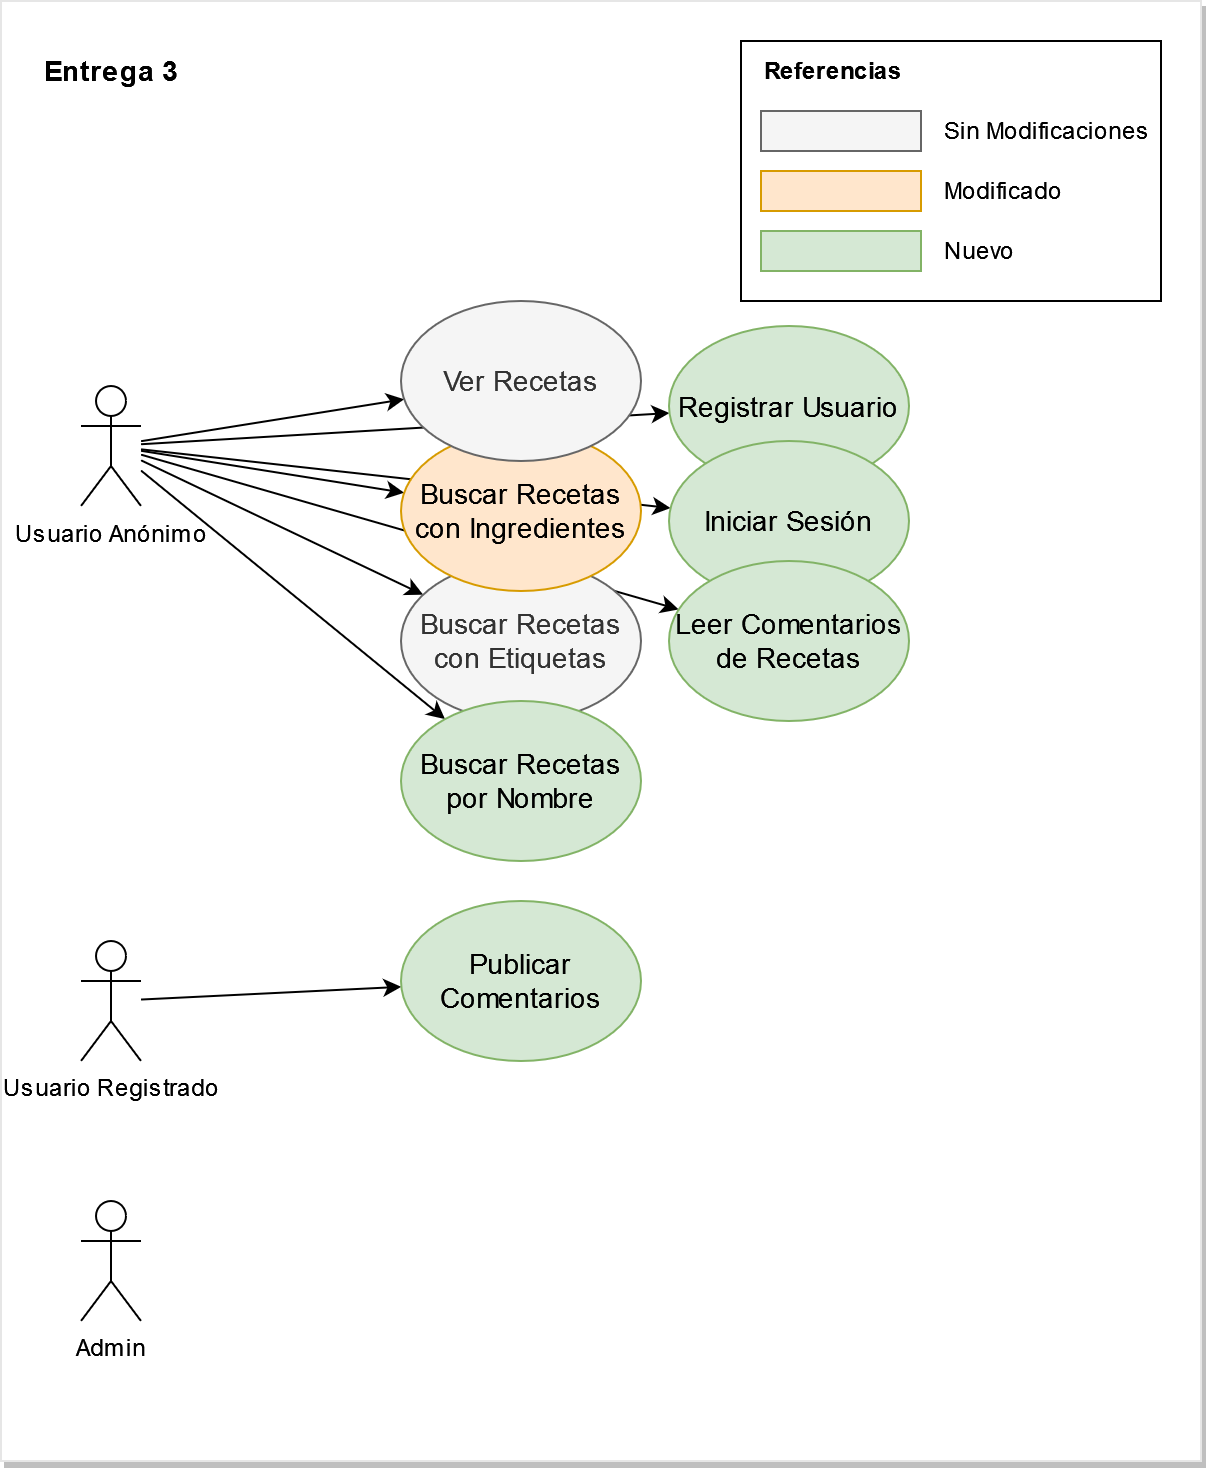 Entrega 3
Referencias
Sin Modificaciones
Modificado
Nuevo
Ver Recetas
Registrar Usuario
Buscar Recetas
con Ingredientes
Iniciar Sesión
Usuario Anónimo
Buscar Recetas
con Etiquetas
Leer Comentarios
de Recetas
Buscar Recetas
por Nombre
Publicar
Comentarios
Usuario Registrado
Admin